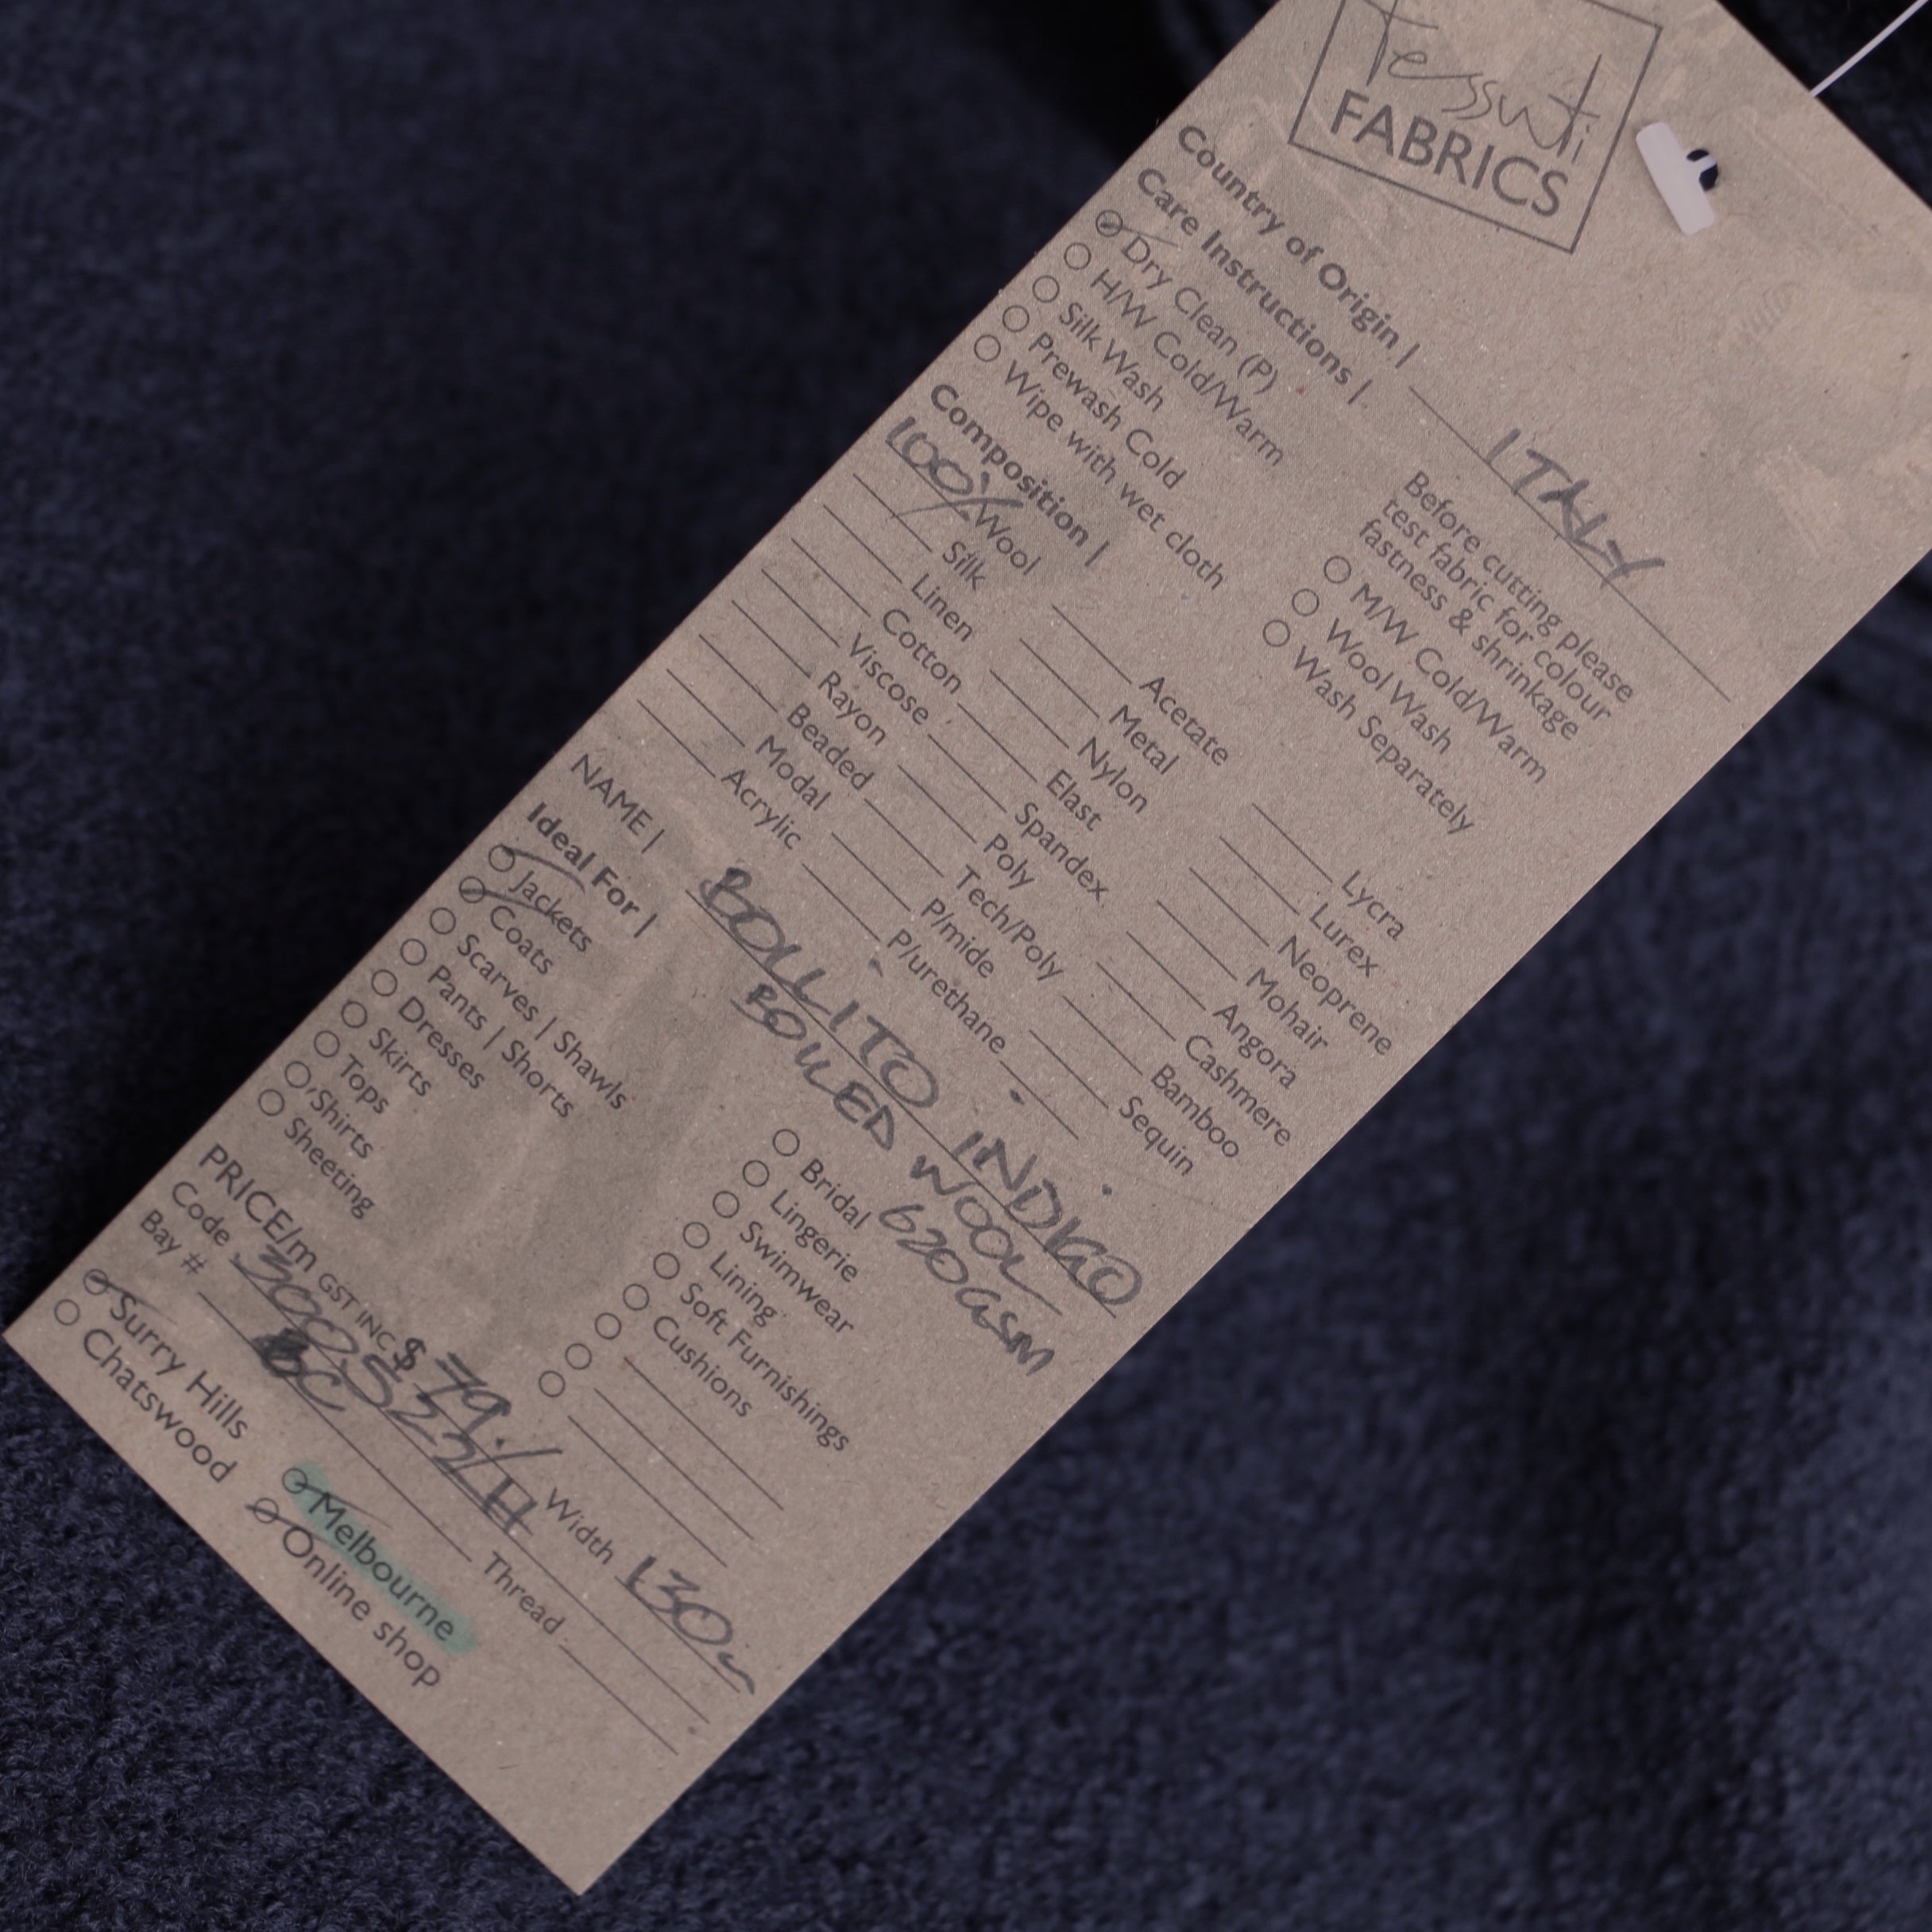 Tessuti
FABRICS
Country of Origin | ITALY
Care Instructions |
Dry Clean (P)
H/W Cold/Warm
Silk Wash
Prewash Cold
Wipe with wet cloth
Before cutting please
test fabric for colour
fastness & shrinkage
M/W Cold/Warm
Wool Wash
Wash Separately
Composition |
100% Wool
Silk
Linen
Cotton
Viscose
Rayon
Beaded
Modal
Acrylic
Acetate
Metal
Nylon
Elast
Spandex
Poly
Tech/Poly
P/mide
P/urethane
Lycra
Lurex
Neoprene
Mohair
Angora
Cashmere
Bamboo
Sequin
NAME | BOLLITO INDIGO
BOILED WOOL
620GSM
Ideal For |
Jackets
Coats
Scarves | Shawls
Pants | Shorts
Dresses
Skirts
Tops
Shirts
Sheeting
Bridal
Lingerie
Swimwear
Lining
Soft Furnishings
Cushions
PRICE/m GST INC $ 79./ Width 130
Code
Bay # BC Thread
Surry Hills
Chatswood
Melbourne
Online shop